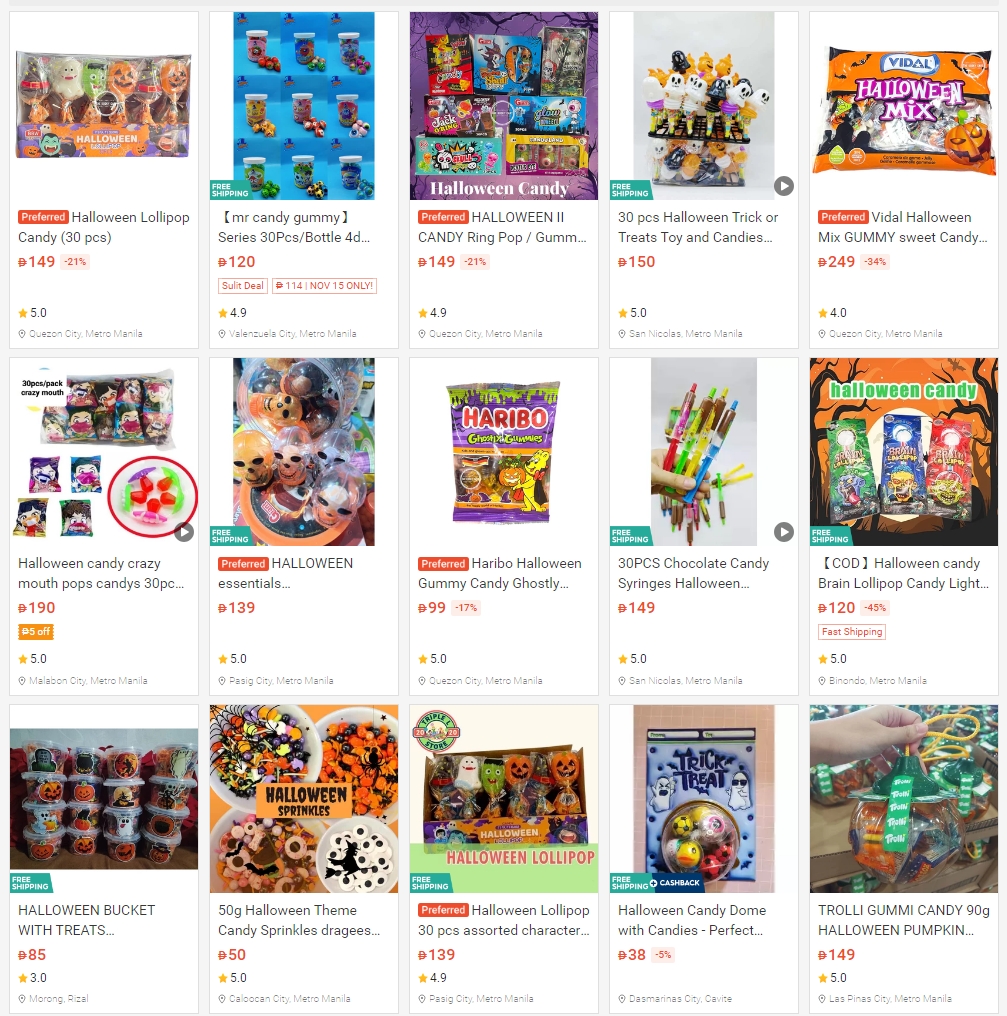 HALLOWEEN
FREE
SHIPPING
Halloween Candy
FREE
SHIPPING
VIDAL
HALLOWEEN
MIX
Preferred Halloween Lollipop
Candy (30 pcs)
₱149 -21%
5.0
Quezon City, Metro Manila
【mr candy gummy】
Series 30Pcs/Bottle 4d...
₱120
Sulit Deal ₱ 114 | NOV 15 ONLY!
4.9
Valenzuela City, Metro Manila
Preferred HALLOWEEN II
CANDY Ring Pop / Gumm...
₱149 -21%
4.9
Quezon City, Metro Manila
30 pcs Halloween Trick or
Treats Toy and Candies...
₱150
5.0
San Nicolas, Metro Manila
Preferred Vidal Halloween
Mix GUMMY sweet Candy...
₱249 -34%
4.0
Quezon City, Metro Manila
30pcs/pack
crazy mouth
FREE
SHIPPING
HARIBO
Ghostly Gummies
FREE
SHIPPING
halloween candy
BRAIN
LOLLIPOP
BRAIN
LOLLIPOP
BRAIN
LOLLIPOP
FREE
SHIPPING
Halloween candy crazy
mouth pops candys 30pc...
₱190
₱5 off
5.0
Malabon City, Metro Manila
Preferred HALLOWEEN
essentials...
₱139
5.0
Pasig City, Metro Manila
Preferred Haribo Halloween
Gummy Candy Ghostly...
₱99 -17%
5.0
Quezon City, Metro Manila
30PCS Chocolate Candy
Syringes Halloween...
₱149
5.0
San Nicolas, Metro Manila
【COD】Halloween candy
Brain Lollipop Candy Light...
₱120 -45%
Fast Shipping
5.0
Binondo, Metro Manila
FREE
SHIPPING
HALLOWEEN
SPRINKLES
TRIPLE L
20 20
STORE
HALLOWEEN
HALLOWEEN LOLLIPOP
FREE
SHIPPING
TRICK
TREAT
FREE
SHIPPING + CASHBACK
Trolli
Trolli
Trolli
Trolli
HALLOWEEN BUCKET
WITH TREATS...
₱85
3.0
Morong, Rizal
50g Halloween Theme
Candy Sprinkles dragees...
₱50
5.0
Caloocan City, Metro Manila
Preferred Halloween Lollipop
30 pcs assorted character...
₱139
4.9
Pasig City, Metro Manila
Halloween Candy Dome
with Candies - Perfect...
₱38 -5%
Dasmarinas City, Cavite
TROLLI GUMMI CANDY 90g
HALLOWEEN PUMPKIN...
₱149
5.0
Las Pinas City, Metro Manila